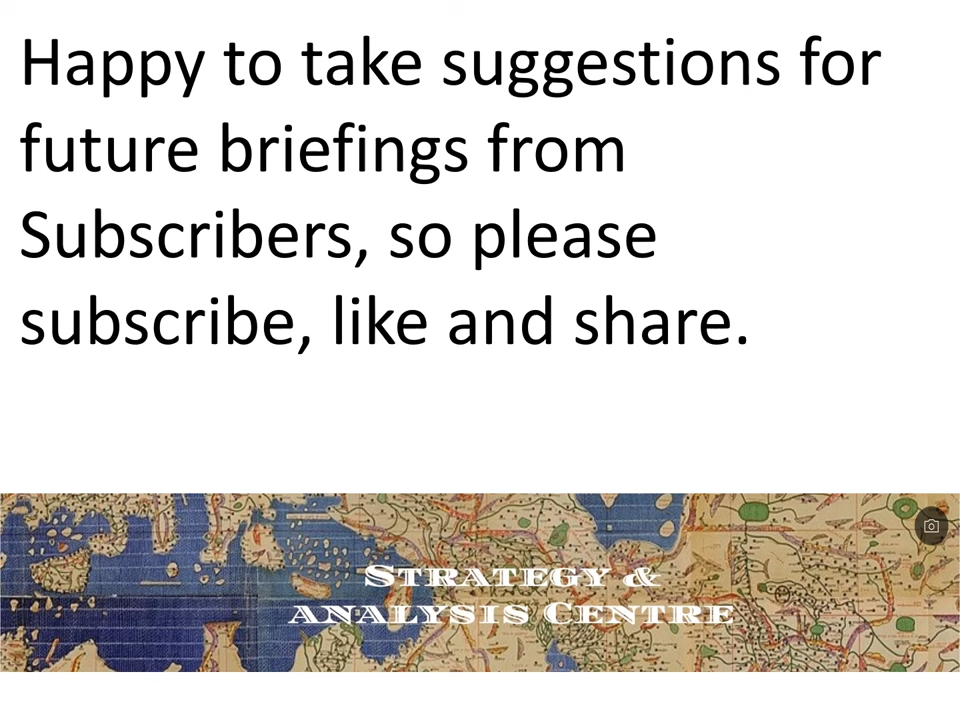 Happy to take suggestions for
future briefings from
Subscribers, so please
subscribe, like and share.
Strategy &
analysis Centre